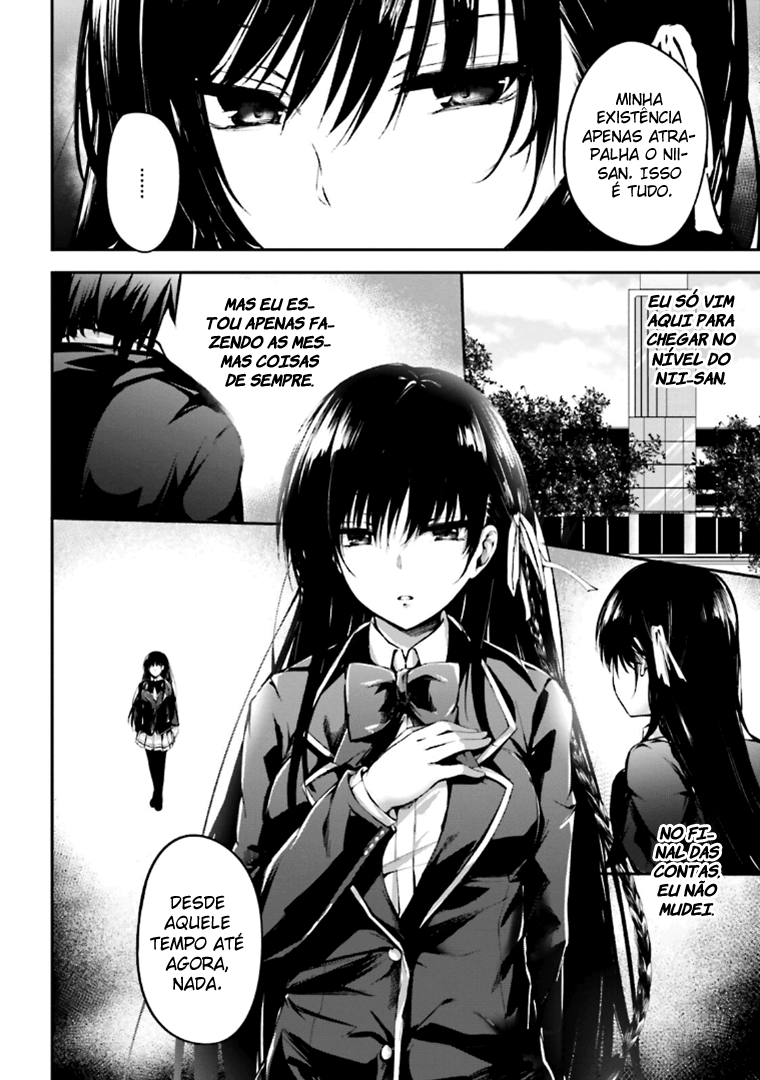 MINHA
EXISTÊNCIA
APENAS ATRA-
PALHA O NII-
SAN. ISSO
É TUDO.
........
EU SÓ VIM
AQUI PARA
CHEGAR NO
NÍVEL DO
NII-SAN.
MAS EU ES-
TOU APENAS FA-
ZENDO AS MES-
MAS COISAS
DE SEMPRE.
NO FI-
NAL DAS
CONTAS,
EU NÃO
MUDEI.
DESDE
AQUELE
TEMPO ATÉ
AGORA,
NADA.